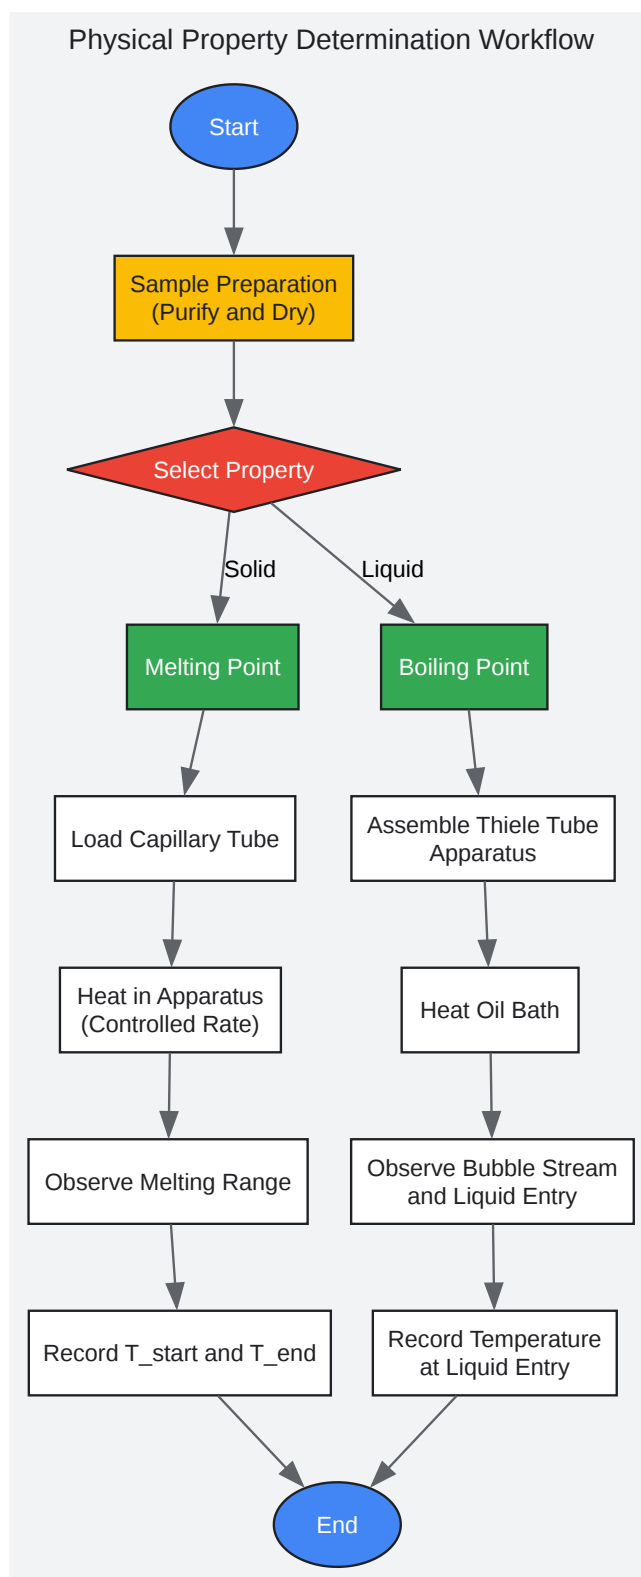 Physical Property Determination Workflow
Start
Sample Preparation
(Purify and Dry)
Select Property
Solid
Liquid
Melting Point
Boiling Point
Load Capillary Tube
Assemble Thiele Tube
Apparatus
Heat in Apparatus
(Controlled Rate)
Heat Oil Bath
Observe Melting Range
Observe Bubble Stream
and Liquid Entry
Record T_start and T_end
Record Temperature
at Liquid Entry
End